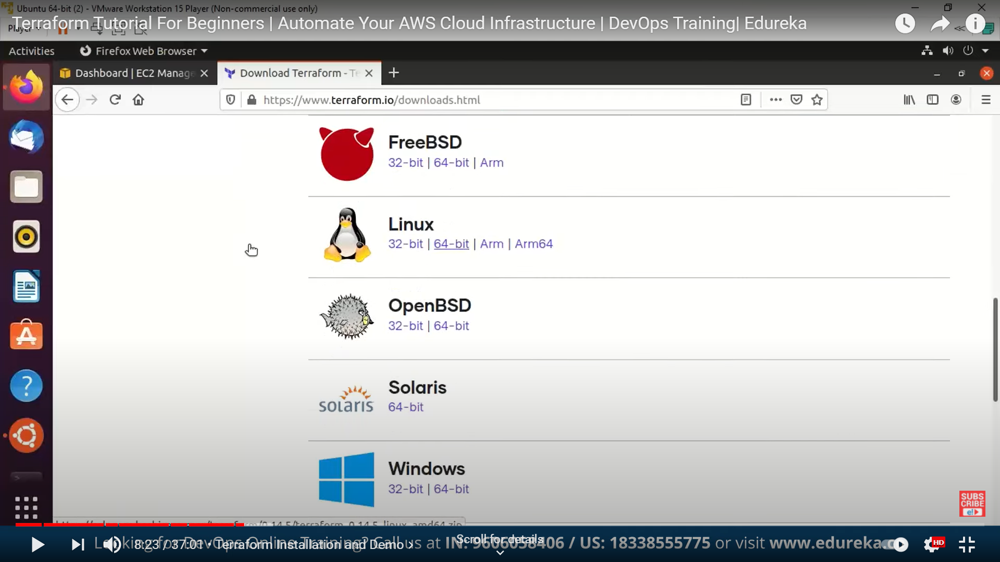 Ubuntu 64-bit (2) - VMware Workstation 15 Player (Non-commercial use only)
Terraform Tutorial For Beginners | Automate Your AWS Cloud Infrastructure | DevOps Training| Edureka
Player
Activities
Firefox Web Browser
Dashboard | EC2 Manage
Download Terraform - Te
https://www.terraform.io/downloads.html
FreeBSD
32-bit | 64-bit | Arm
Linux
32-bit | 64-bit | Arm | Arm64
OpenBSD
32-bit | 64-bit
solaris
Solaris
64-bit
Windows
32-bit | 64-bit
SUBS
CRIBE
e!
/0.14.5/terraform_0.14.5_linux_amd64.zip
Looking for DevOps Online Training? Call us at IN: 9606058406 / US: 18338555775 or visit www.edureka.c
8:23 / 37:01 • Terraform Installation and Demo
Scroll for details
HD